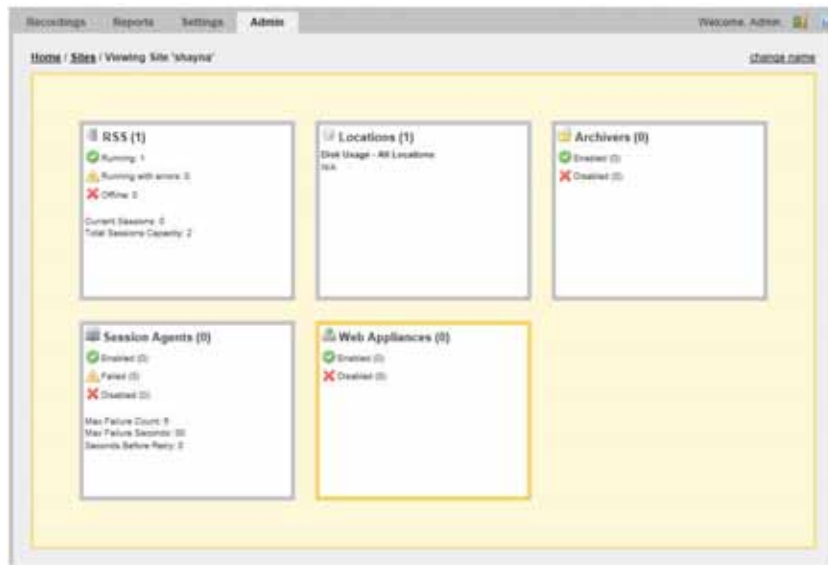 Recordings Reports Settings Admin
Welcome, Admin
Home / Sites / Viewing Site 'shayna'
change name
RSS (1)
Running: 1
Running with errors: 0
Offline: 0
Current Sessions: 0
Total Sessions Capacity: 2
Locations (1)
Disk Usage - All Locations:
N/A
Archivers (0)
Enabled (0)
Disabled (0)
Session Agents (0)
Enabled (0)
Failed (0)
Disabled (0)
Max Failure Count: 5
Max Failure Seconds:
Seconds Before Retry: 0
Web Appliances (0)
Enabled (0)
Disabled (0)